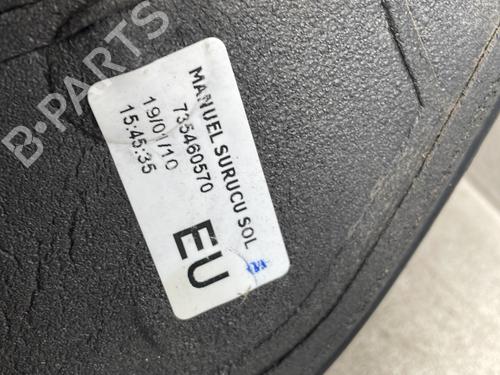 B-PARTS
MANUEL SURUCU SOL
735460570
19/01/10
15:45:35
EU